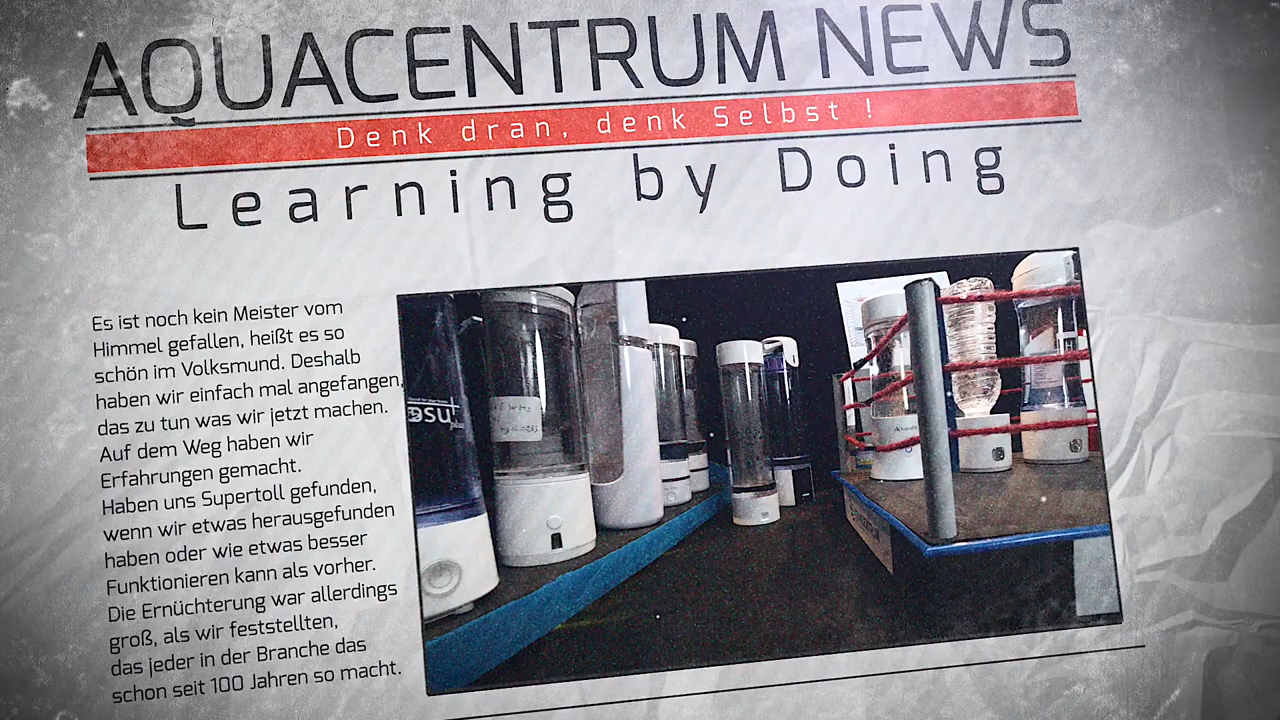 AQUACENTRUM NEWS
Denk dran, denk Selbst !
Learning by Doing
Es ist noch kein Meister vom
Himmel gefallen, heißt es so
schön im Volksmund. Deshalb
haben wir einfach mal angefangen,
das zu tun was wir jetzt machen.
Auf dem Weg haben wir
Erfahrungen gemacht.
Haben uns Supertoll gefunden,
wenn wir etwas herausgefunden
haben oder wie etwas besser
Funktionieren kann als vorher.
Die Ernüchterung war allerdings
groß, als wir feststellten,
das jeder in der Branche das
schon seit 100 Jahren so macht.